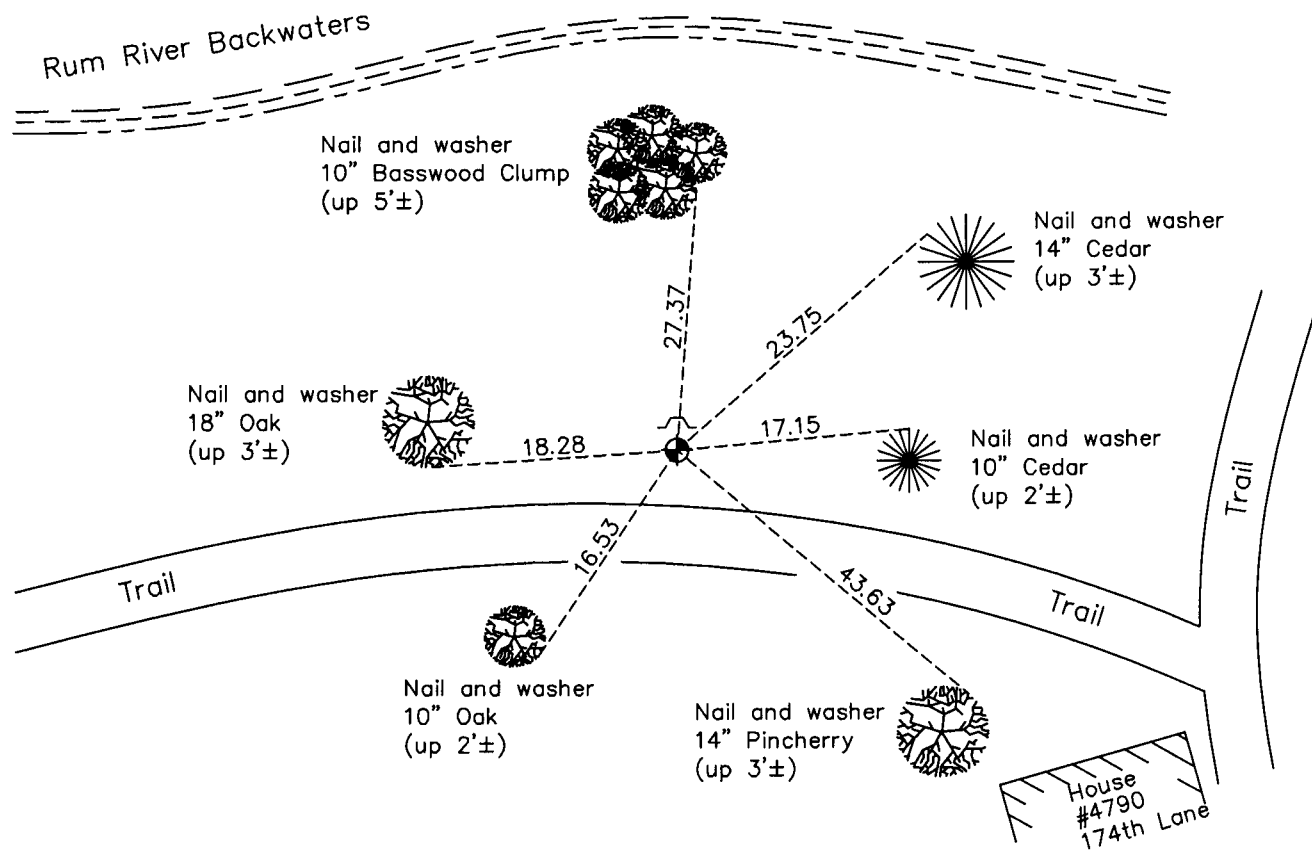 Rum River Backwaters
Nail and washer
10" Basswood Clump
(up 5'±)
Nail and washer
14" Cedar
(up 3'±)
27.37
23.75
Nail and washer
18" Oak
(up 3'±)
18.28
17.15
Nail and washer
10" Cedar
(up 2'±)
Trail
16.53
43.63
Trail
Trail
Nail and washer
10" Oak
(up 2'±)
Nail and washer
14" Pincherry
(up 3'±)
House
#4790
174th Lane